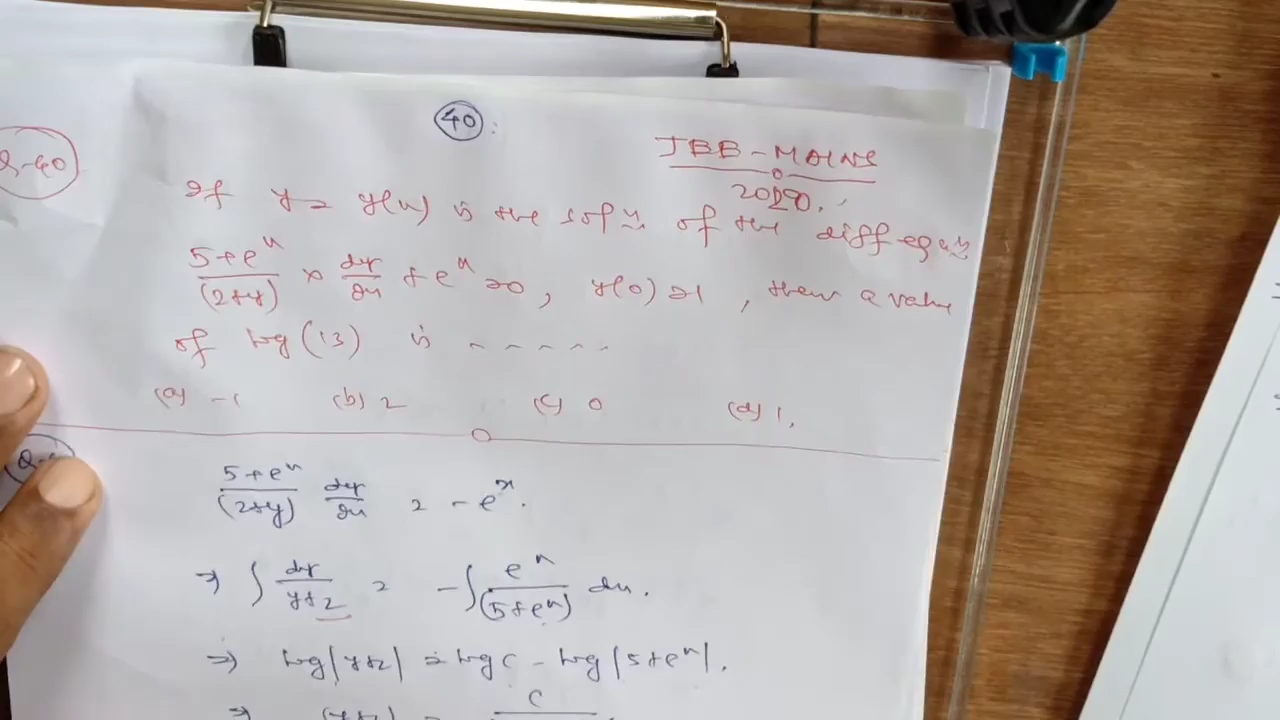 40
Q-40
JEE-MAINS
2020.
If y = y(x) is the sol^n of the diff eq^n
5+e^x/(2+y) × dy/dx + e^x = 0, y(0) = 1, then a value
of log(13) is -----
(a) -1 (b) 2 (c) 0 (d) 1,
5+e^x/(2+y) dy/dx = -e^x.
⇒ ∫ dy/y+2 = -∫ e^x/(5+e^x) dx.
⇒ log|y+2| = log c - log|5+e^x|.